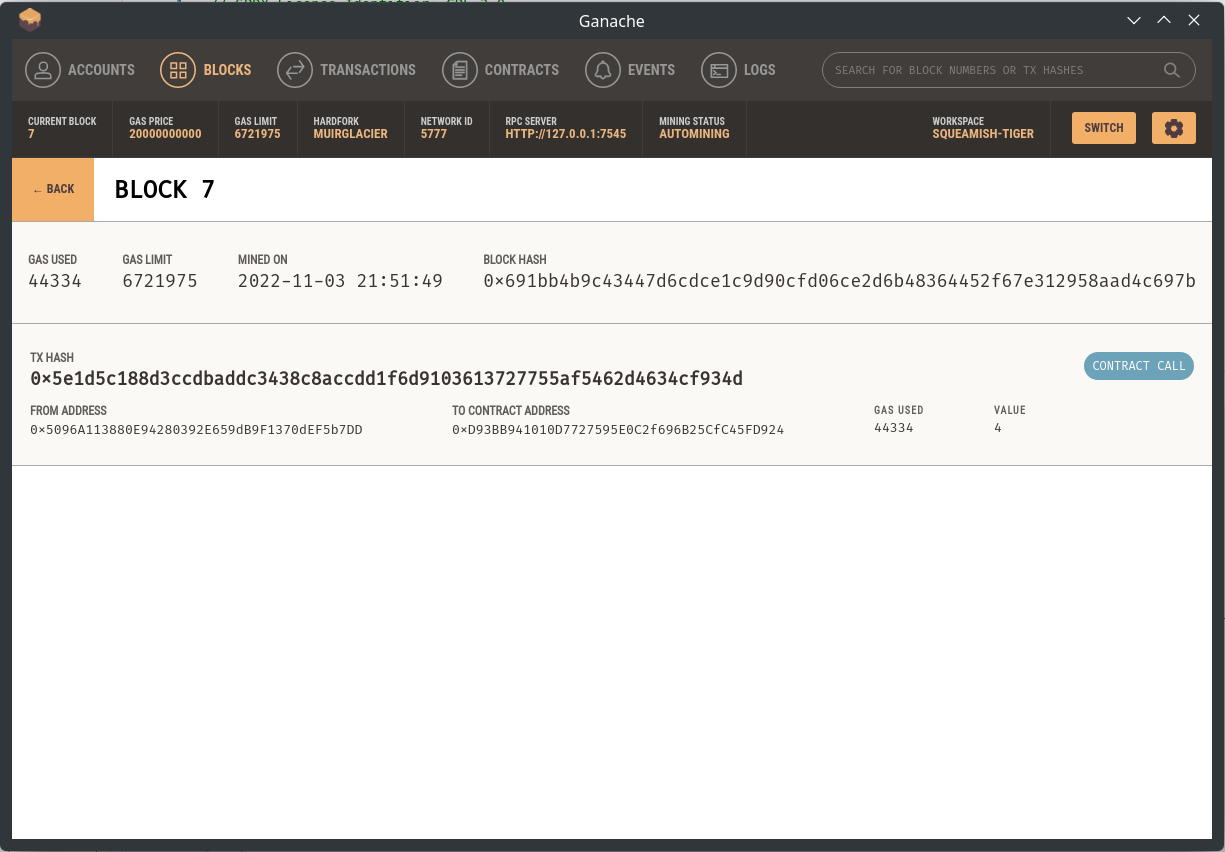 Ganache
ACCOUNTS BLOCKS TRANSACTIONS CONTRACTS EVENTS LOGS SEARCH FOR BLOCK NUMBERS OR TX HASHES
CURRENT BLOCK GAS PRICE GAS LIMIT HARDFORK NETWORK ID RPC SERVER MINING STATUS WORKSPACE SWITCH
7 20000000000 6721975 MUIRGLACIER 5777 HTTP://127.0.0.1:7545 AUTOMINING SQUEAMISH-TIGER
← BACK BLOCK 7
GAS USED GAS LIMIT MINED ON BLOCK HASH
44334 6721975 2022-11-03 21:51:49 0×691bb4b9c43447d6cdce1c9d90cfd06ce2d6b48364452f67e312958aad4c697b
TX HASH
0×5e1d5c188d3ccdbaddc3438c8accdd1f6d9103613727755af5462d4634cf934d CONTRACT CALL
FROM ADDRESS TO CONTRACT ADDRESS GAS USED VALUE
0×5096A113880E94280392E659dB9F1370dEF5b7DD 0×D93BB941010D7727595E0C2f696B25CfC45FD924 44334 4